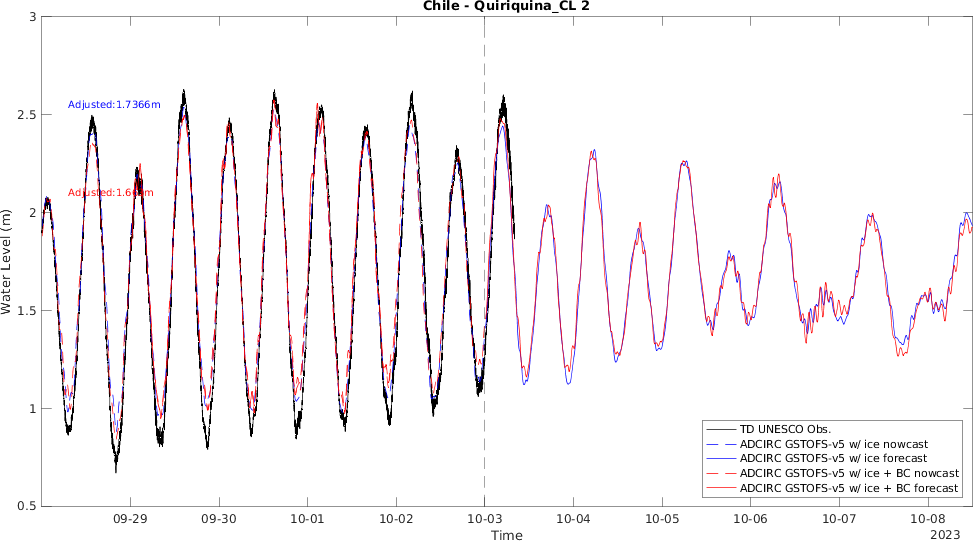 Chile - Quiriquina_CL 2
3
2.5
2
1.5
1
0.5
Water Level (m)
Adjusted:1.7366m
09-29
09-30
10-01
10-02
10-03
10-04
10-05
10-06
10-07
10-08
Time
2023
TD UNESCO Obs.
ADCIRC GSTOFS-v5 w/ ice nowcast
ADCIRC GSTOFS-v5 w/ ice forecast
ADCIRC GSTOFS-v5 w/ ice + BC nowcast
ADCIRC GSTOFS-v5 w/ ice + BC forecast